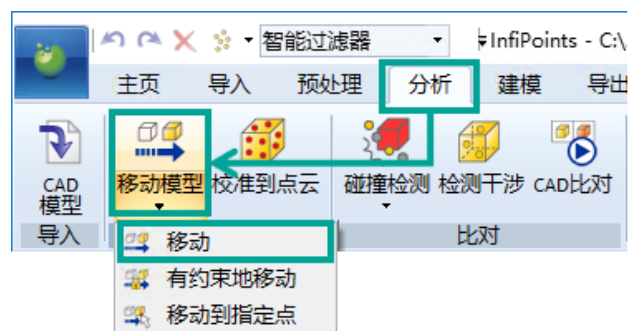 智能过滤器
InfiPoints - C:\
主页 导入 预处理 分析 建模 导出
CAD模型 移动模型 校准到点云 碰撞检测 检测干涉 CAD比对
导入 比对
移动
有约束地移动
移动到指定点